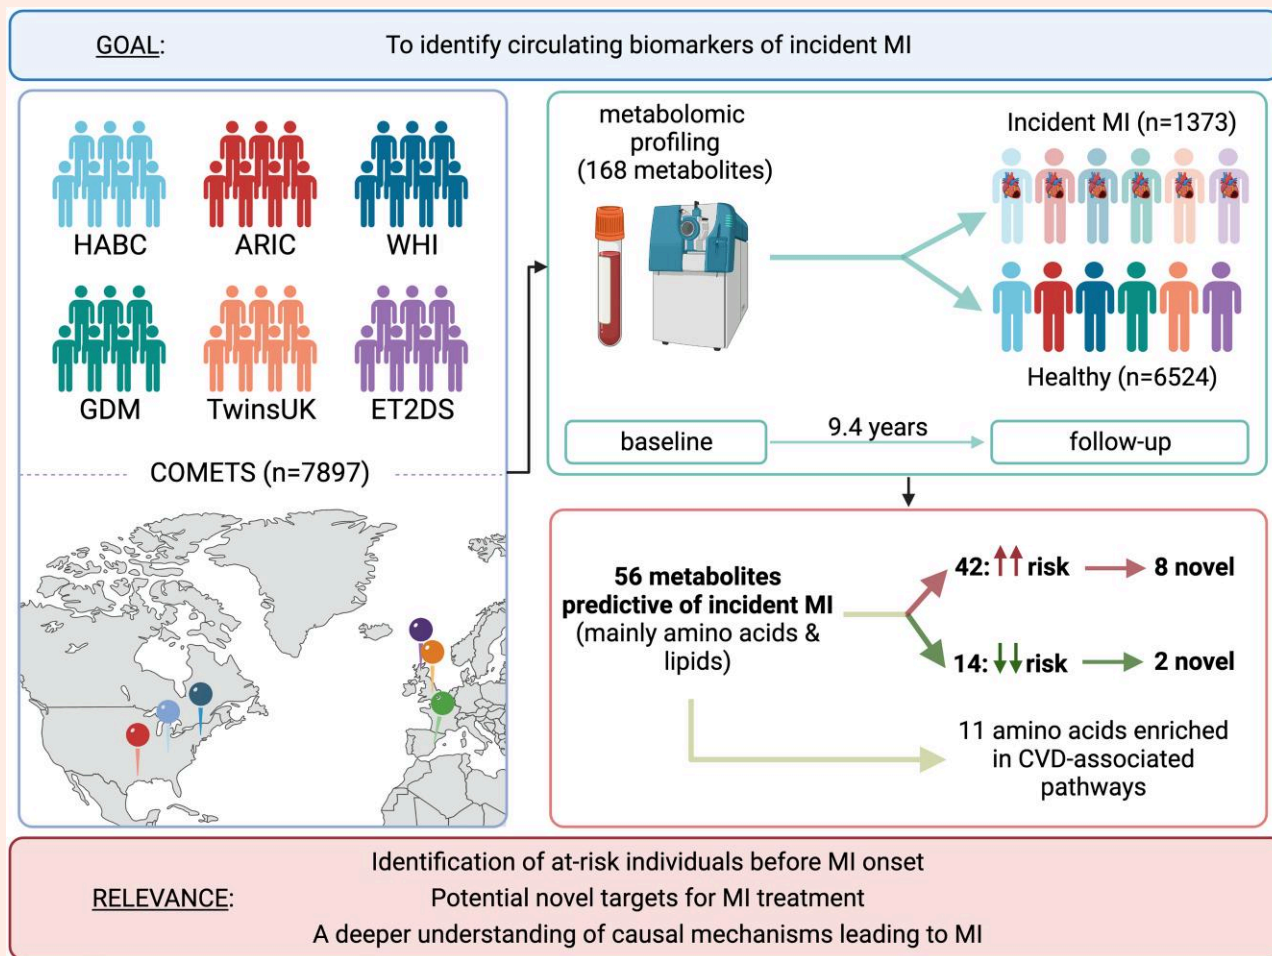 GOAL: To identify circulating biomarkers of incident MI
HABC ARIC WHI
GDM TwinsUK ET2DS
COMETS (n=7897)
metabolomic
profiling
(168 metabolites)
Incident MI (n=1373)
Healthy (n=6524)
baseline 9.4 years follow-up
56 metabolites
predictive of incident MI
(mainly amino acids &
lipids)
42: ↑↑ risk 8 novel
14: ↓↓ risk 2 novel
11 amino acids enriched
in CVD-associated
pathways
RELEVANCE:
Identification of at-risk individuals before MI onset
Potential novel targets for MI treatment
A deeper understanding of causal mechanisms leading to MI